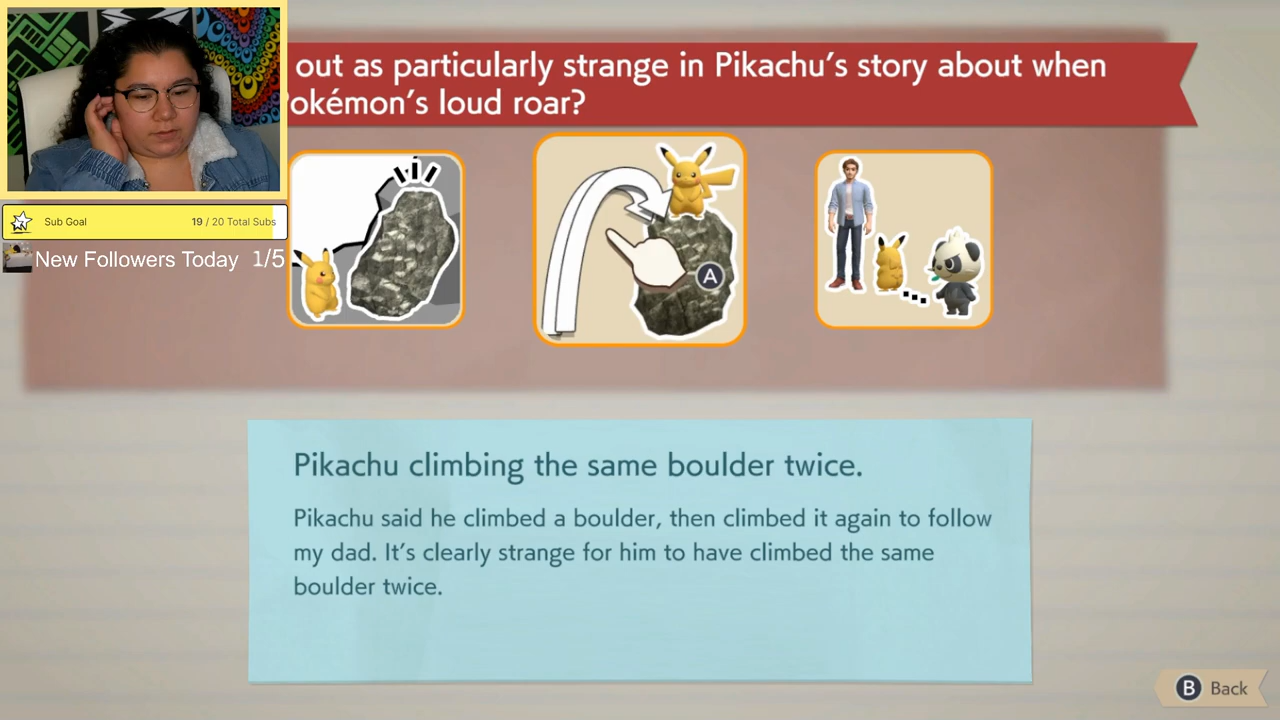 out as particularly strange in Pikachu's story about when
Pokémon's loud roar?
Sub Goal 19 / 20 Total Subs
New Followers Today 1/5
A
Pikachu climbing the same boulder twice.
Pikachu said he climbed a boulder, then climbed it again to follow
my dad. It's clearly strange for him to have climbed the same
boulder twice.
B Back